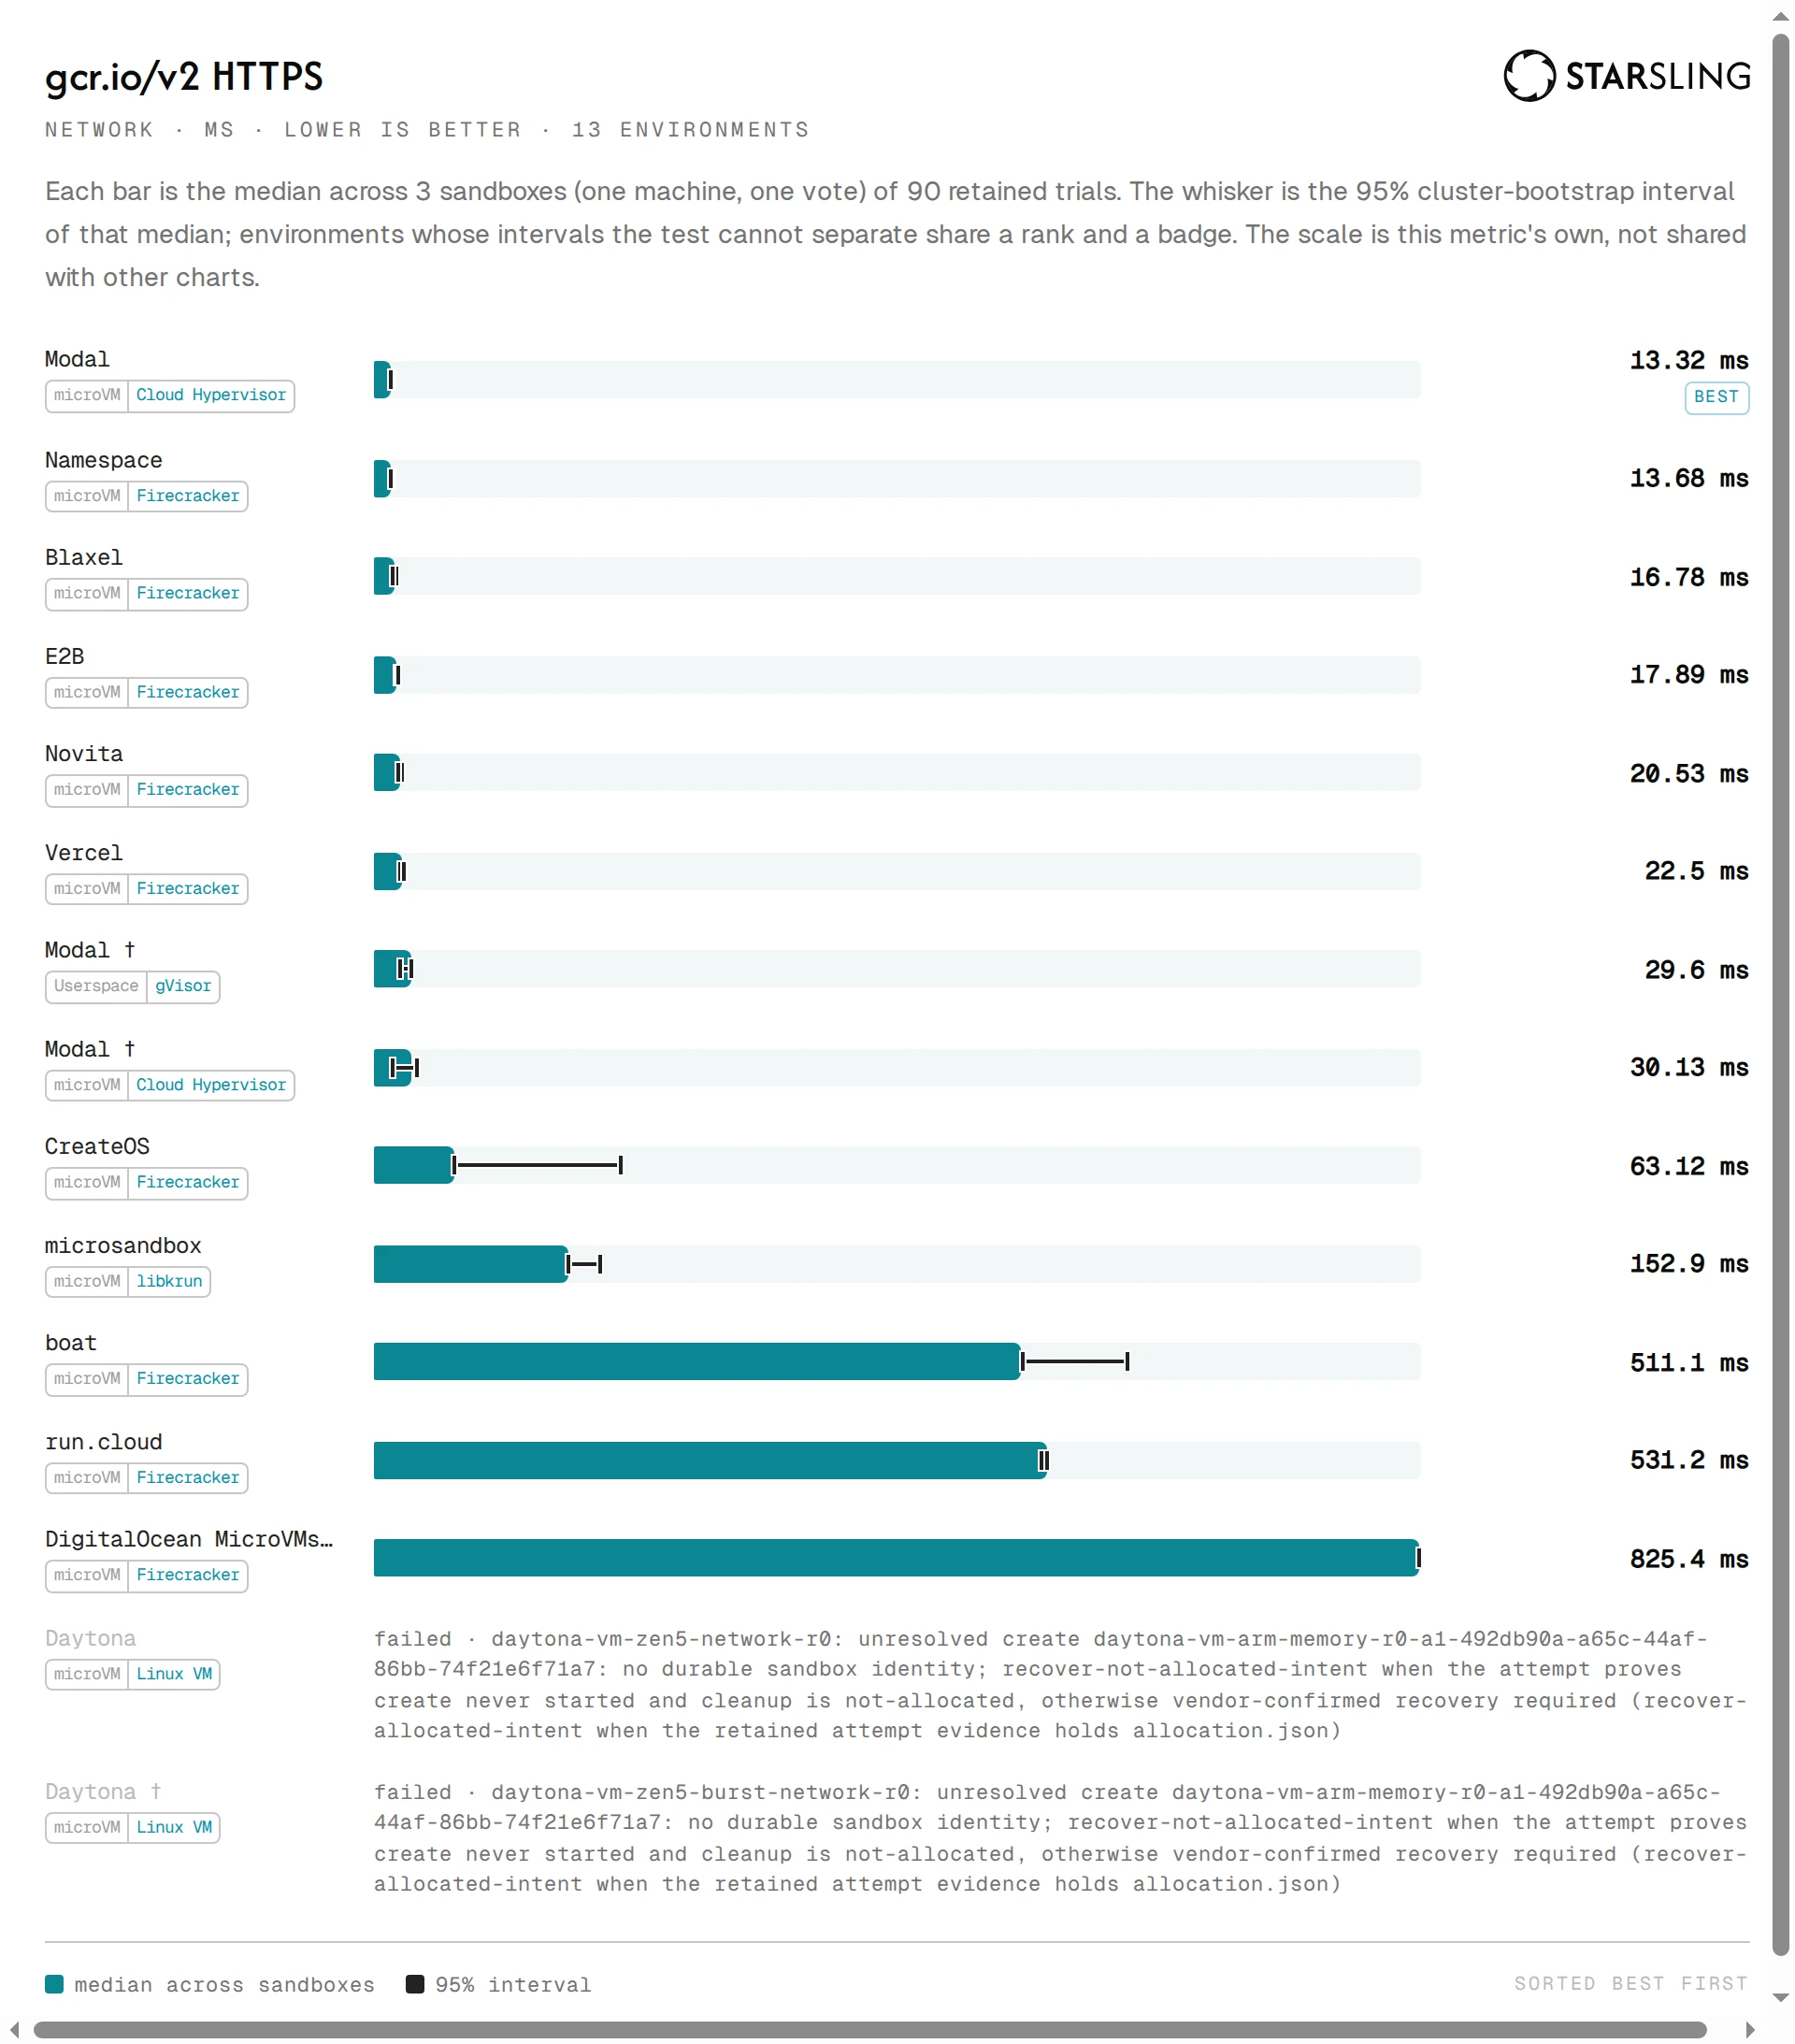 gcr.io/v2 HTTPS
STARSLING
NETWORK · MS · LOWER IS BETTER · 13 ENVIRONMENTS
Each bar is the median across 3 sandboxes (one machine, one vote) of 90 retained trials. The whisker is the 95% cluster-bootstrap interval
of that median; environments whose intervals the test cannot separate share a rank and a badge. The scale is this metric's own, not shared
with other charts.
Modal
13.32 ms
microVM Cloud Hypervisor
BEST
Namespace
microVM Firecracker
13.68 ms
Blaxel
microVM Firecracker
16.78 ms
E2B
microVM Firecracker
17.89 ms
Novita
microVM Firecracker
20.53 ms
Vercel
microVM Firecracker
22.5 ms
Modal †
Userspace gVisor
29.6 ms
Modal †
microVM Cloud Hypervisor
30.13 ms
CreateOS
microVM Firecracker
63.12 ms
microsandbox
microVM libkrun
152.9 ms
boat
microVM Firecracker
511.1 ms
run.cloud
microVM Firecracker
531.2 ms
DigitalOcean MicroVMs…
microVM Firecracker
825.4 ms
Daytona
microVM Linux VM
failed · daytona-vm-zen5-network-r0: unresolved create daytona-vm-arm-memory-r0-a1-492db90a-a65c-44af-
86bb-74f21e6f71a7: no durable sandbox identity; recover-not-allocated-intent when the attempt proves
create never started and cleanup is not-allocated, otherwise vendor-confirmed recovery required (recover-
allocated-intent when the retained attempt evidence holds allocation.json)
Daytona †
microVM Linux VM
failed · daytona-vm-zen5-burst-network-r0: unresolved create daytona-vm-arm-memory-r0-a1-492db90a-a65c-
44af-86bb-74f21e6f71a7: no durable sandbox identity; recover-not-allocated-intent when the attempt proves
create never started and cleanup is not-allocated, otherwise vendor-confirmed recovery required (recover-
allocated-intent when the retained attempt evidence holds allocation.json)
median across sandboxes
95% interval
SORTED BEST FIRST